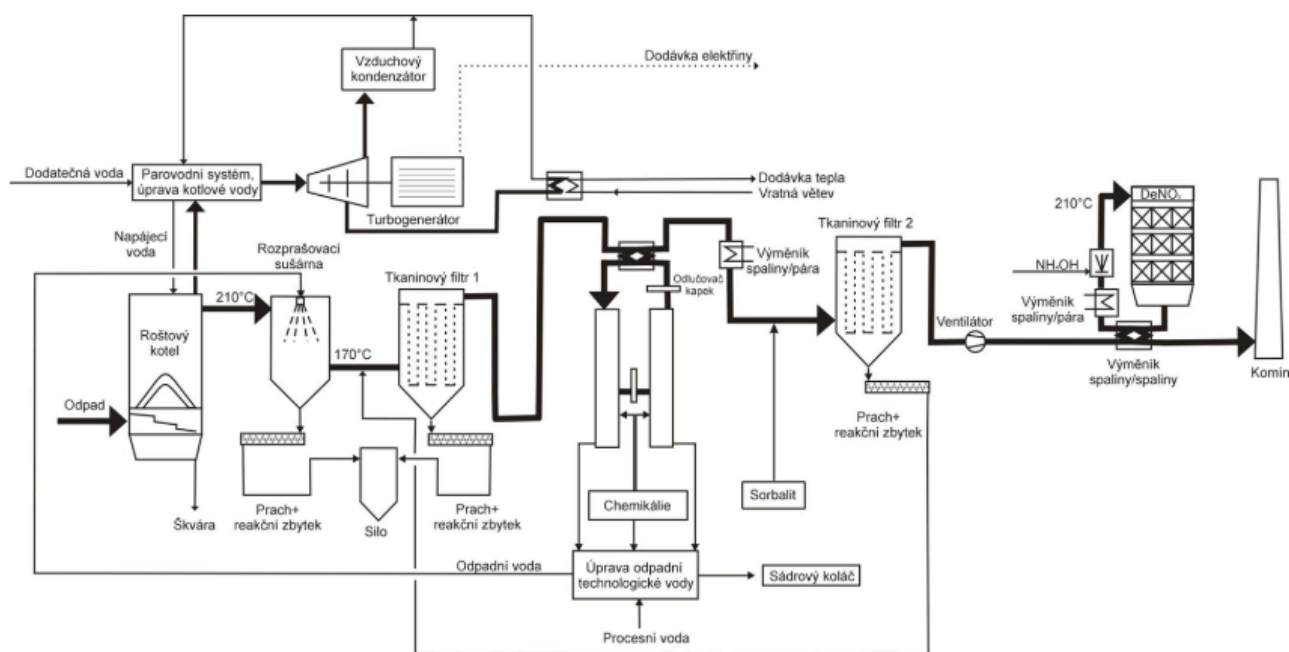 Vzduchový
kondenzátor
Dodávka elektřiny
Dodatečná voda
Parovodní systém,
úprava kotlové vody
Turbogenerátor
Dodávka tepla
Vratná větev
Napájecí
voda
Rozprašovací
sušárna
Tkaninový filtr 1
Tkaninový filtr 2
210°C
DeNOₓ
210°C
Roštový
kotel
Výměník
spaliny/pára
Odlučovač
kapek
NH₄OH
Výměník
spaliny/pára
170°C
Ventilátor
Výměník
spaliny/spaliny
Komín
Odpad
Prach+
reakční zbytek
Prach+
reakční zbytek
Prach+
reakční zbytek
Škvára
Silo
Chemikálie
Sorbalit
Odpadní voda
Úprava odpadní
technologické vody
Sádrový koláč
Procesní voda